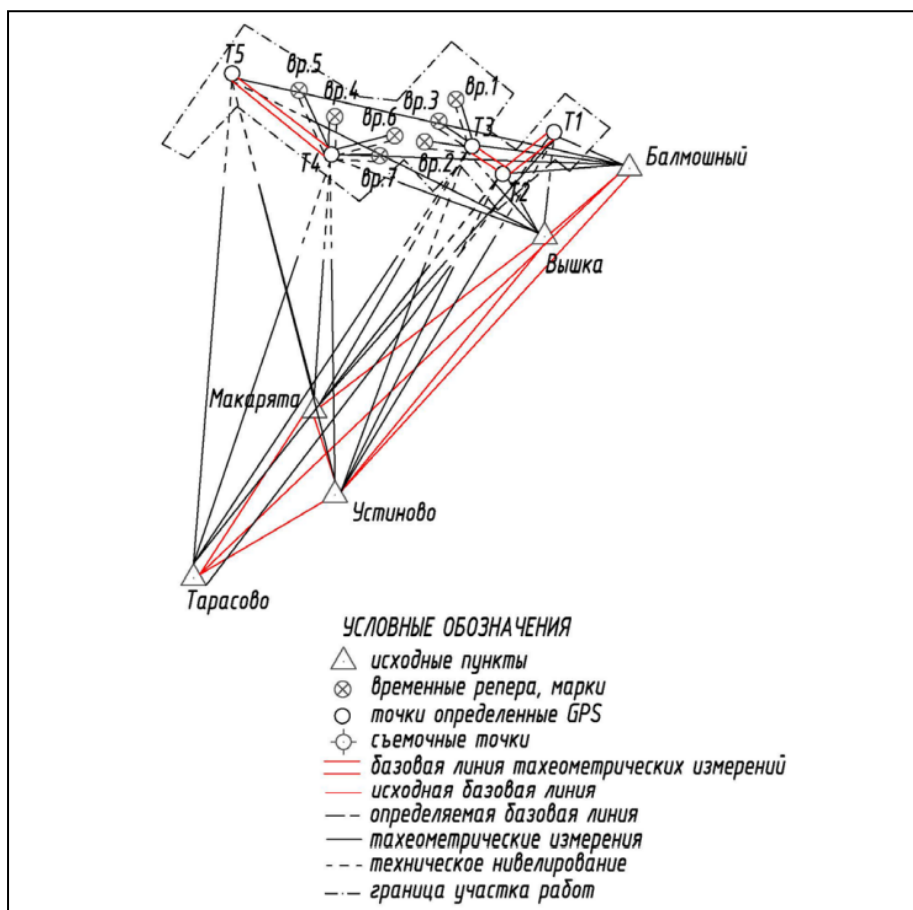 Т5
вр.5
вр.4
вр.1
вр.3
вр.6
Т3
Т1
Т4
вр.7
вр.2
Т2
Балмошный
Вышка
Макарята
Устиново
Тарасово
УСЛОВНЫЕ ОБОЗНАЧЕНИЯ
исходные пункты
временные репера, марки
точки определенные GPS
съемочные точки
базовая линия тахеометрических измерений
исходная базовая линия
определяемая базовая линия
тахеометрические измерения
техническое нивелирование
граница участка работ